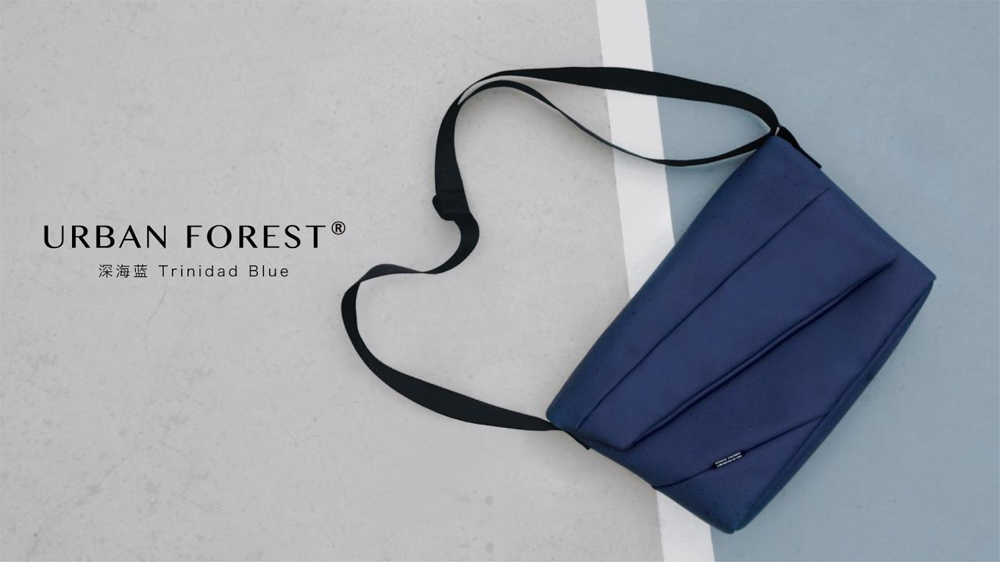 URBAN FOREST®
深海蓝 Trinidad Blue